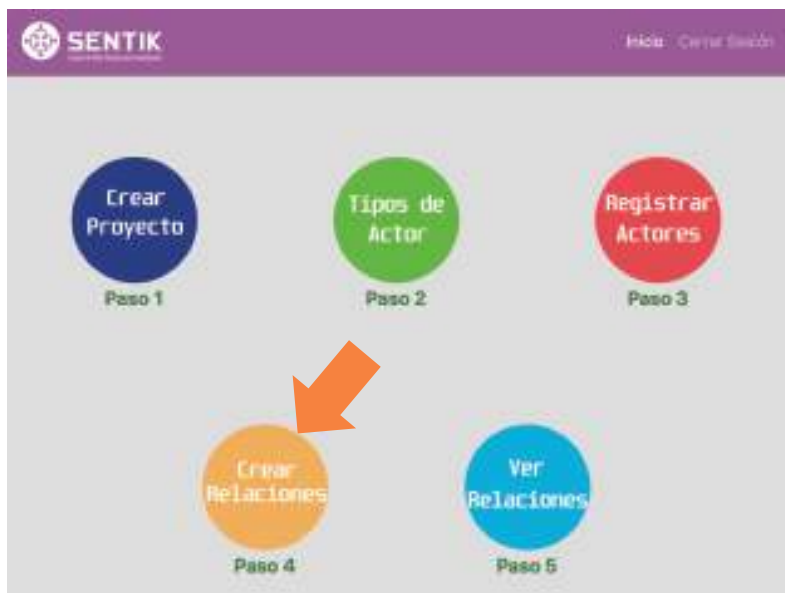 SENTIK
Inicio Cerrar Sesión
Crear
Proyecto
Paso 1
Tipos de
Actor
Paso 2
Registrar
Actores
Paso 3
Crear
Relaciones
Paso 4
Ver
Relaciones
Paso 5